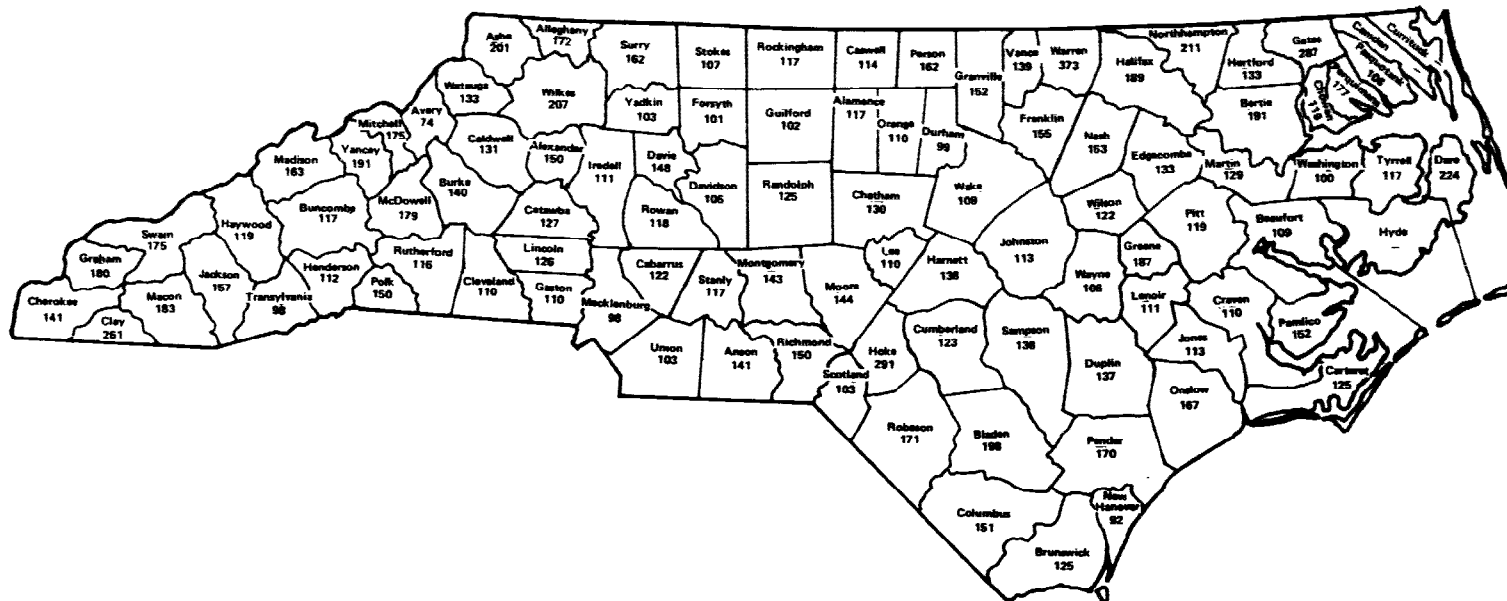 Ashe
201
Alleghany
172
Surry
162
Stokes
107
Rockingham
117
Caswell
114
Person
162
Granville
152
Vance
139
Warren
373
Northhampton
211
Halifax
189
Hertford
133
Gates
287
Camden
Currituck
Pasquotank
Perquimans
177
Chowan
Bertie
191
Watauga
133
Wilkes
207
Yadkin
103
Forsyth
101
Guilford
102
Alamance
117
Orange
110
Durham
99
Franklin
155
Nash
153
Edgecombe
133
Martin
129
Washington
100
Tyrrell
117
Dare
224
Mitchell
175
Avery
74
Caldwell
131
Alexander
150
Iredell
111
Davie
148
Davidson
105
Randolph
125
Chatham
130
Wake
109
Wilson
122
Pitt
119
Beaufort
109
Hyde
—
Madison
163
Yancey
191
McDowell
179
Burke
140
Catawba
127
Rowan
118
Swain
175
Haywood
119
Buncombe
117
Rutherford
116
Lincoln
126
Cabarrus
122
Stanly
117
Montgomery
143
Moore
144
Lee
110
Harnett
138
Johnston
113
Wayne
106
Greene
187
Lenoir
111
Craven
110
Pamlico
152
Graham
180
Jackson
157
Henderson
112
Polk
150
Cleveland
110
Gaston
110
Mecklenburg
98
Cherokee
141
Clay
251
Macon
183
Transylvania
98
Union
103
Anson
141
Richmond
150
Scotland
103
Hoke
291
Cumberland
123
Sampson
138
Duplin
137
Jones
113
Onslow
167
Carteret
125
Robeson
171
Bladen
198
Pender
170
Columbus
151
Brunswick
125
New
Hanover
92